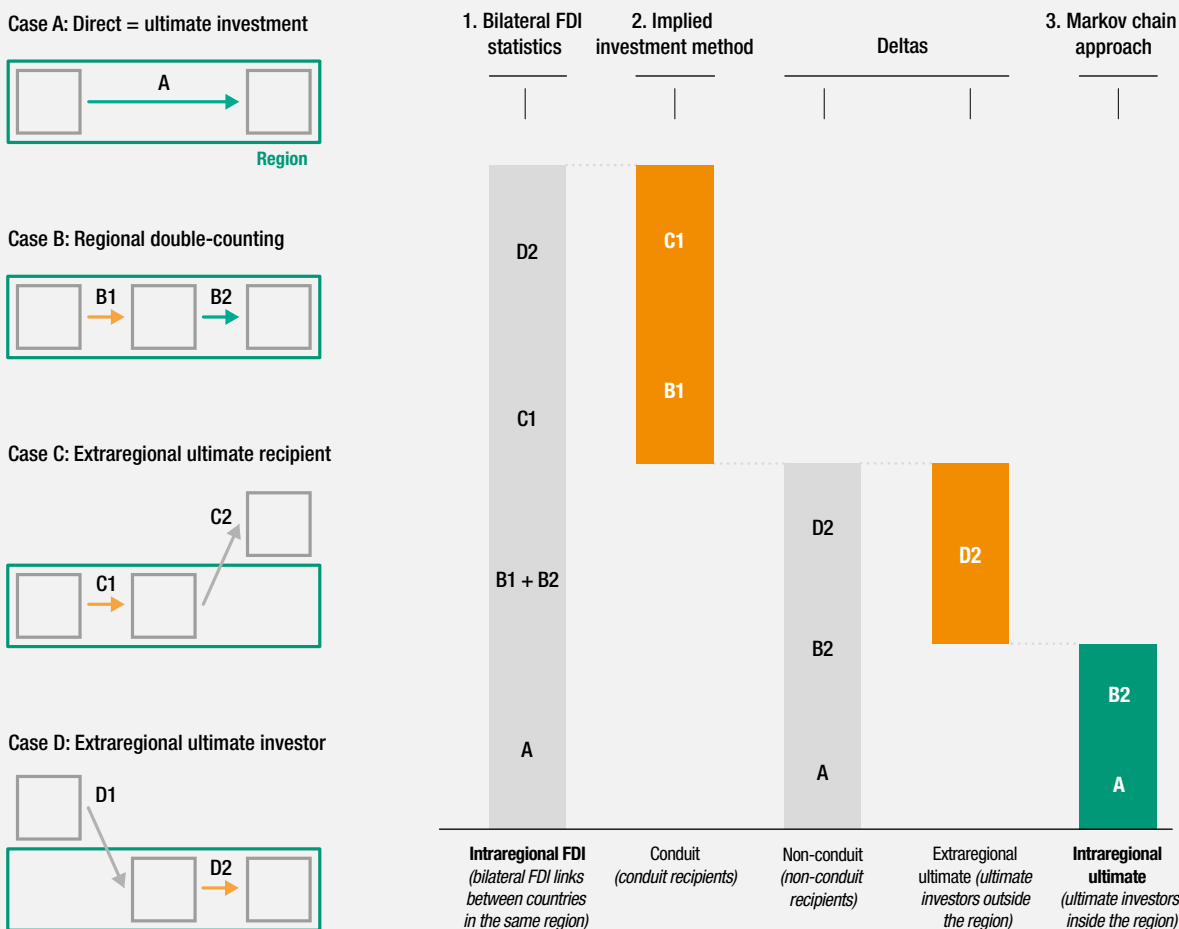 Case A: Direct = ultimate investment
A
Region
Case B: Regional double-counting
B1
B2
Case C: Extraregional ultimate recipient
C2
C1
Case D: Extraregional ultimate investor
D1
D2
1. Bilateral FDI
statistics
2. Implied
investment method
Deltas
3. Markov chain
approach
D2
C1
B1 + B2
A
C1
B1
D2
B2
A
D2
B2
A
Intraregional FDI
(bilateral FDI links
between countries
in the same region)
Conduit
(conduit recipients)
Non-conduit
(non-conduit
recipients)
Extraregional
ultimate (ultimate
investors outside
the region)
Intraregional
ultimate
(ultimate investors
inside the region)